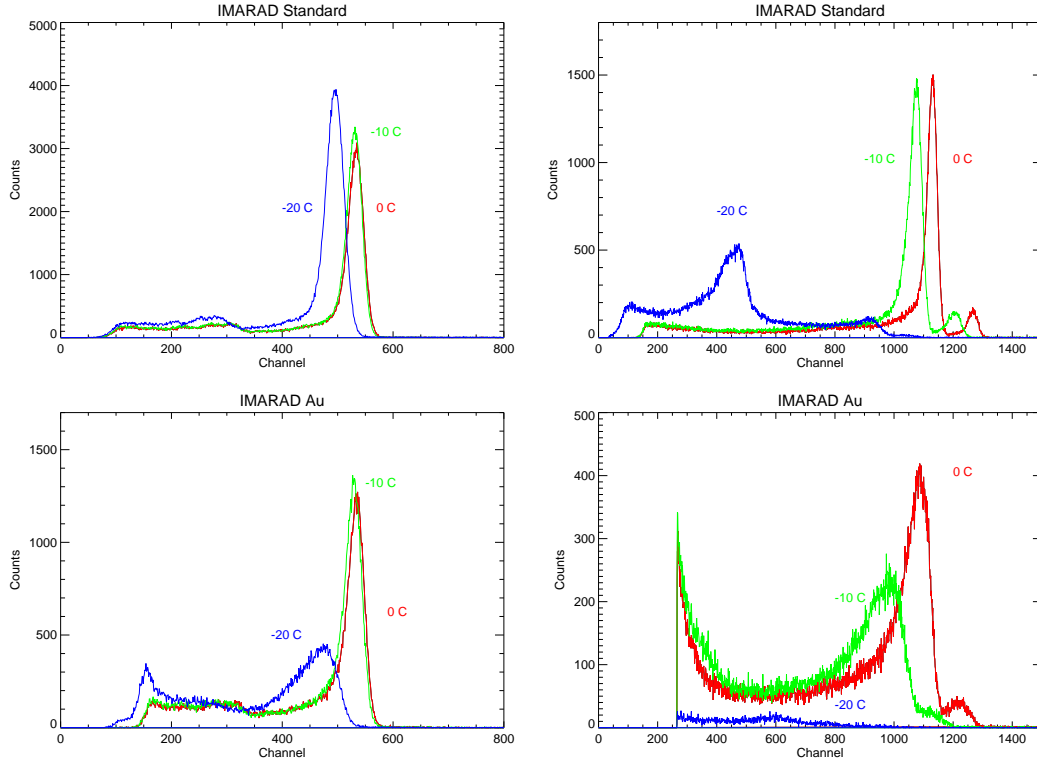 IMARAD Standard
5000
4000
3000
2000
1000
0
Counts
-10 C
-20 C
0 C
0 200 400 600 800
Channel
IMARAD Standard
1500
1000
500
0
Counts
-10 C
0 C
-20 C
0 200 400 600 800 1000 1200 1400
Channel
IMARAD Au
1500
1000
500
0
Counts
-10 C
0 C
-20 C
0 200 400 600 800
Channel
IMARAD Au
500
400
300
200
100
0
Counts
0 C
-10 C
-20 C
0 200 400 600 800 1000 1200 1400
Channel